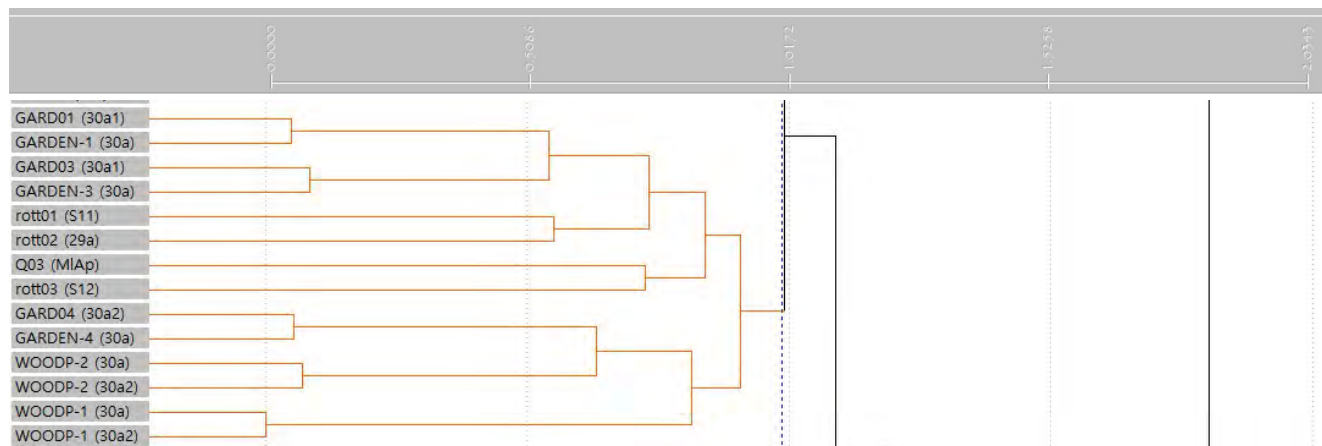 0.0000
0.5086
1.0172
1.5258
2.0343
GARD01 (30a1)
GARDEN-1 (30a)
GARD03 (30a1)
GARDEN-3 (30a)
rott01 (S11)
rott02 (29a)
Q03 (MlAp)
rott03 (S12)
GARD04 (30a2)
GARDEN-4 (30a)
WOODP-2 (30a)
WOODP-2 (30a2)
WOODP-1 (30a)
WOODP-1 (30a2)